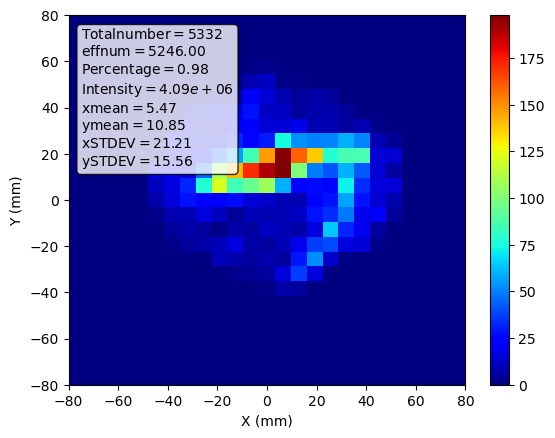 Totalnumber = 5332
effnum = 5246.00
Percentage = 0.98
Intensity = 4.09e + 06
xmean = 5.47
ymean = 10.85
xSTDEV = 21.21
ySTDEV = 15.56
80
60
40
20
0
−20
−40
−60
−80
Y (mm)
−80 −60 −40 −20 0 20 40 60 80
X (mm)
175
150
125
100
75
50
25
0